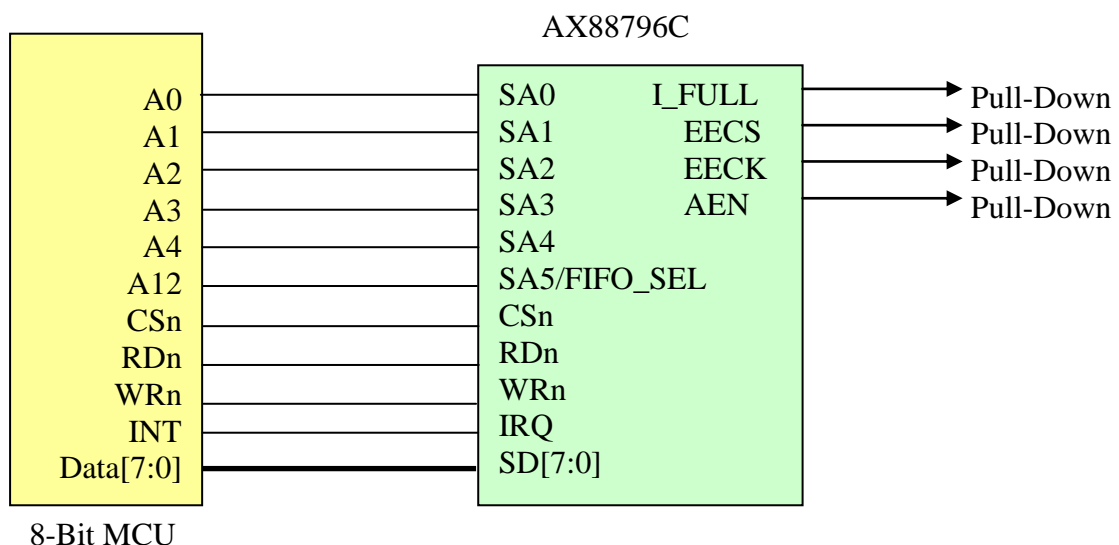 AX88796C
A0
A1
A2
A3
A4
A12
CSn
RDn
WRn
INT
Data[7:0]
8-Bit MCU
SA0 I_FULL
SA1 EECS
SA2 EECK
SA3 AEN
SA4
SA5/FIFO_SEL
CSn
RDn
WRn
IRQ
SD[7:0]
Pull-Down
Pull-Down
Pull-Down
Pull-Down